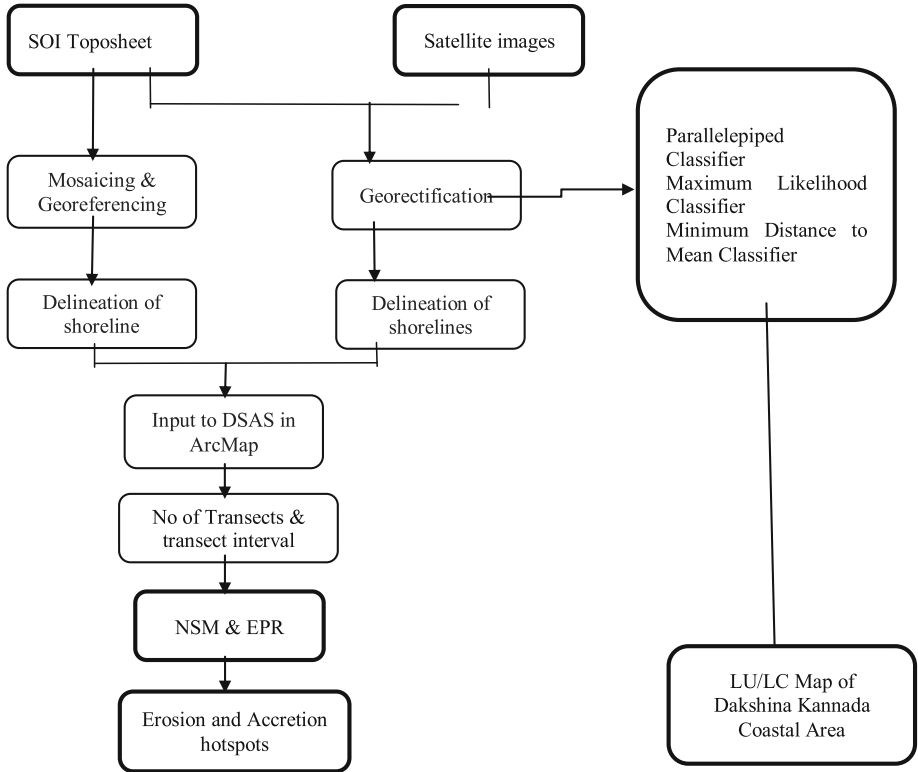 SOI Toposheet
Satellite images
Parallelepiped
Classifier
Maximum Likelihood
Classifier
Minimum Distance to
Mean Classifier
Mosaicing &
Georeferencing
Georectification
Delineation of
shoreline
Delineation of
shorelines
Input to DSAS in
ArcMap
No of Transects &
transect interval
NSM & EPR
Erosion and Accretion
hotspots
LU/LC Map of
Dakshina Kannada
Coastal Area